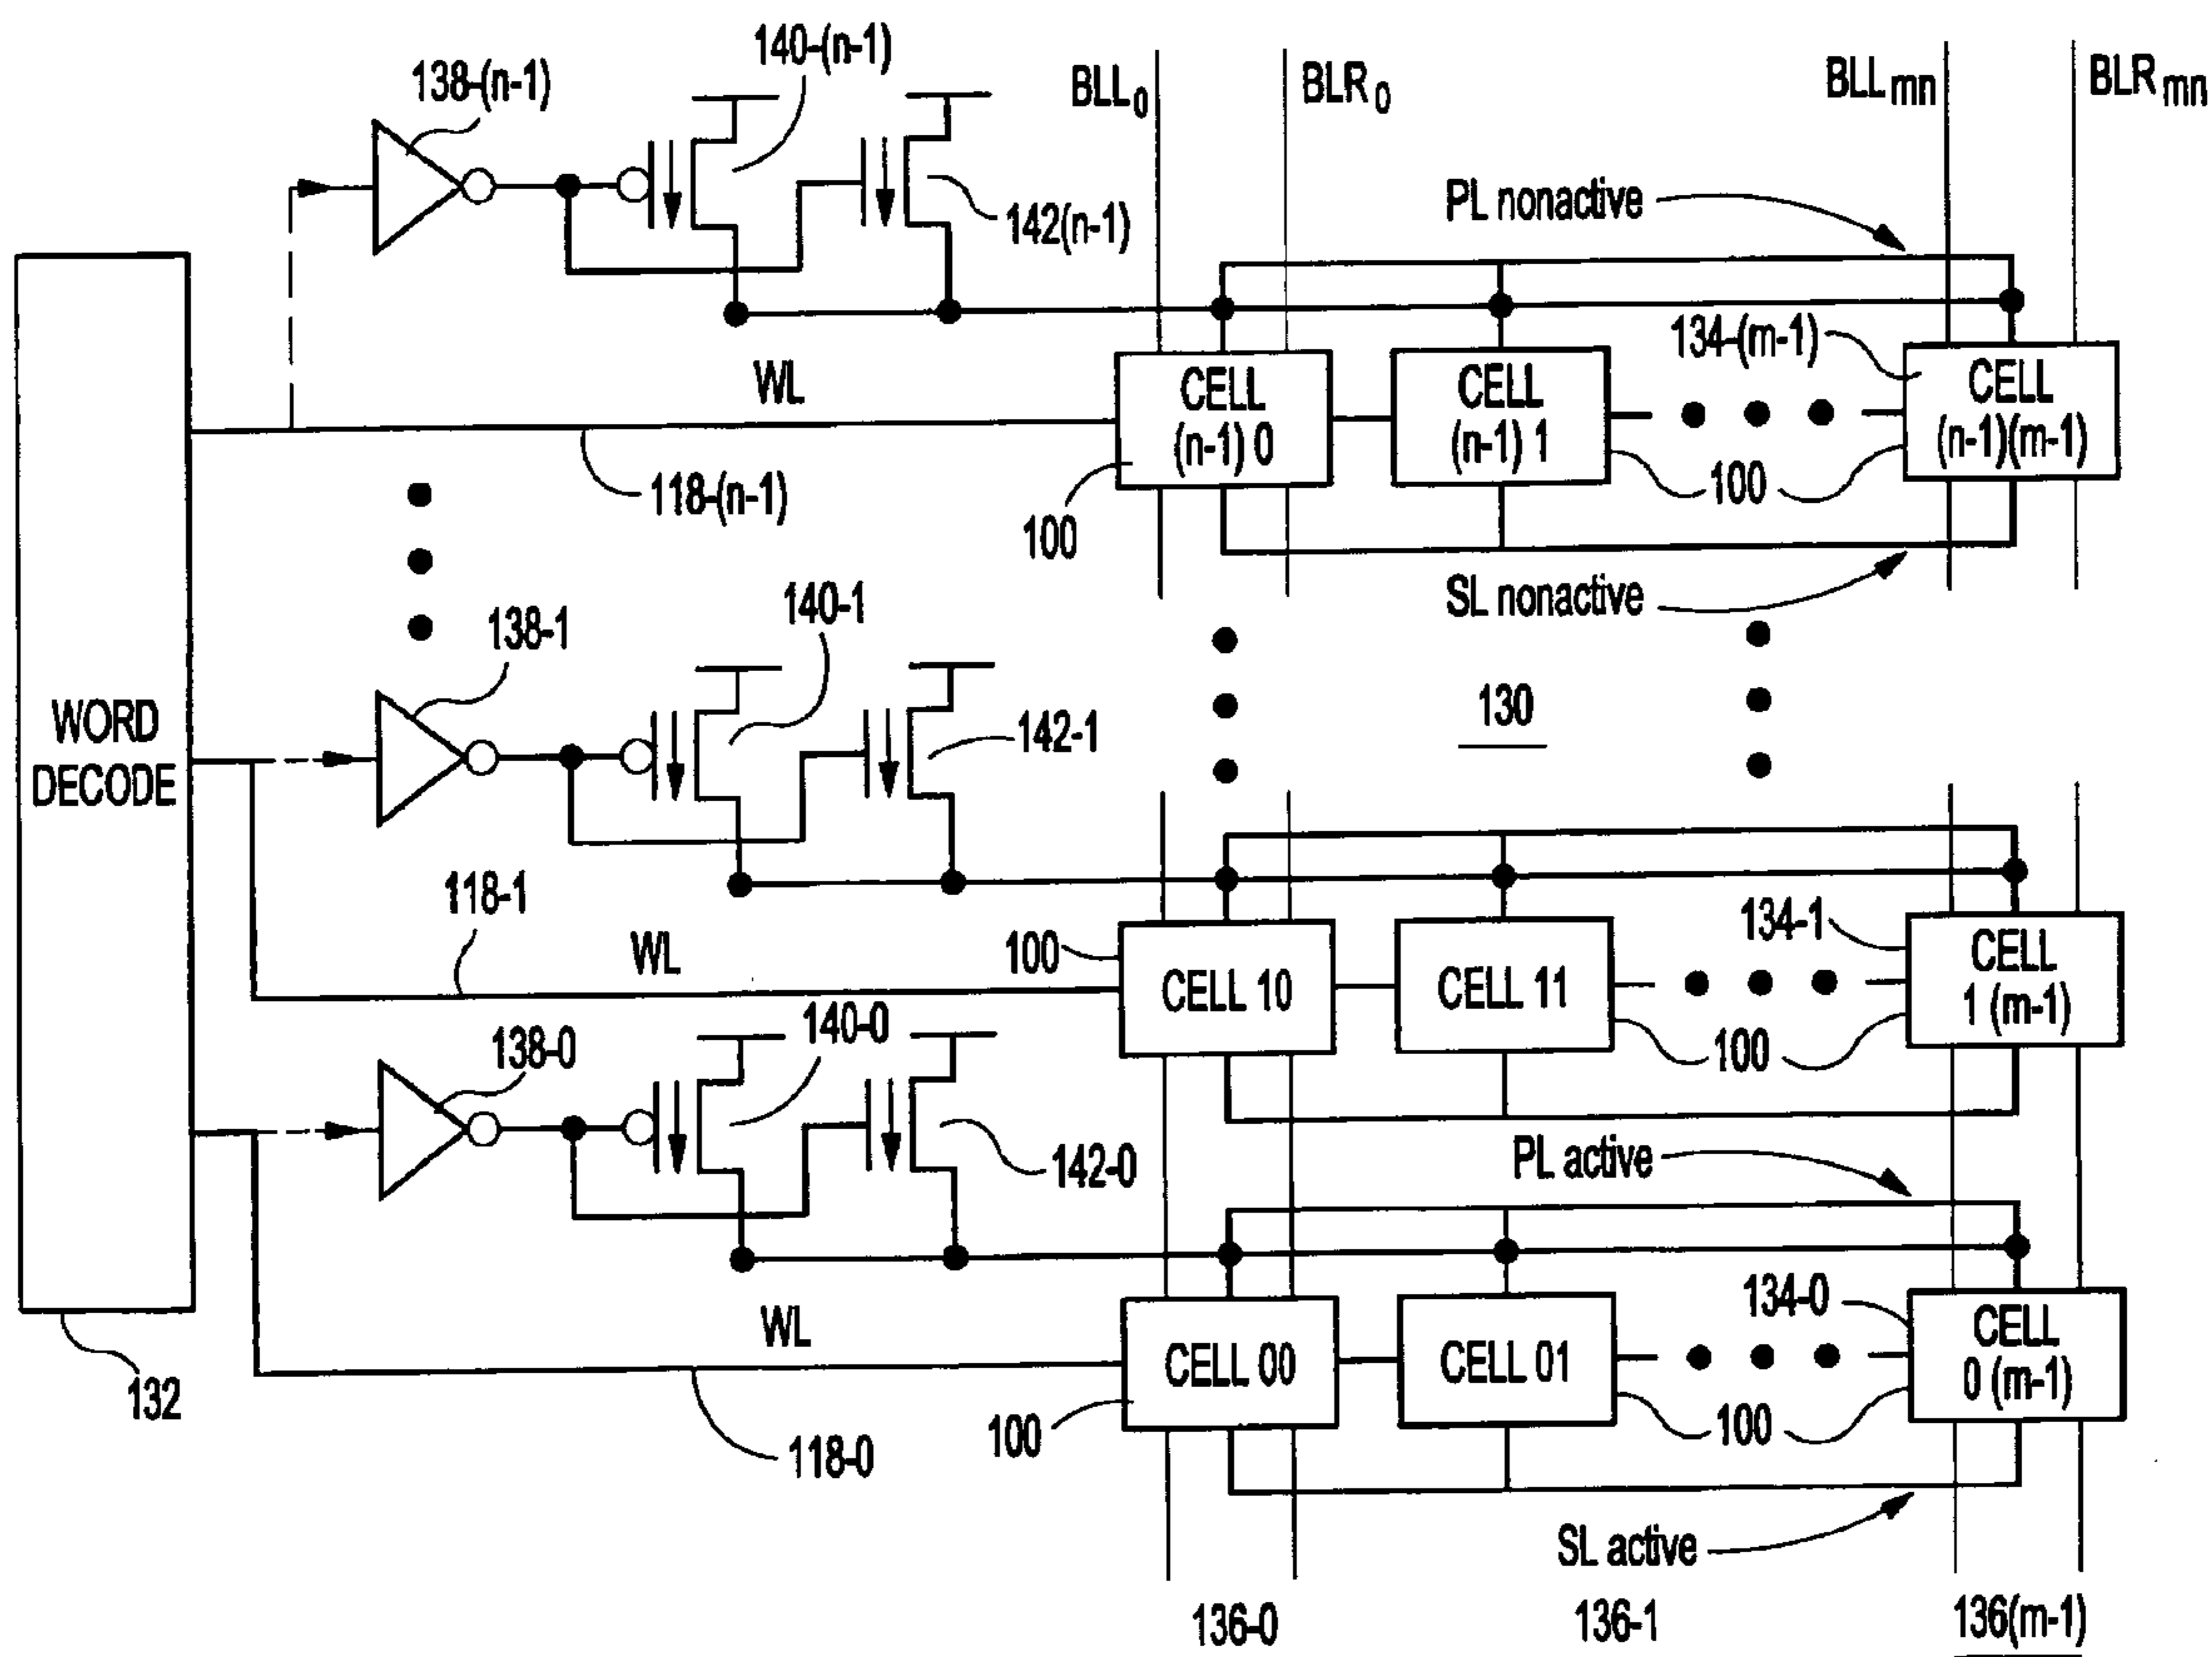 140-(n-1)
138-(n-1)
BLL0
BLR0
BLLmn
BLRmn
PL nonactive
142(n-1)
134-(m-1)
WL
CELL
(n-1) 0
CELL
(n-1) 1
CELL
(n-1)(m-1)
118-(n-1)
100
100
SL nonactive
140-1
138-1
130
142-1
WORD
DECODE
118-1
WL
100
134-1
CELL 10
CELL 11
CELL
1 (m-1)
140-0
138-0
100
142-0
PL active
134-0
WL
CELL 00
CELL 01
CELL
0 (m-1)
132
118-0
100
100
SL active
136-0
136-1
136(m-1)